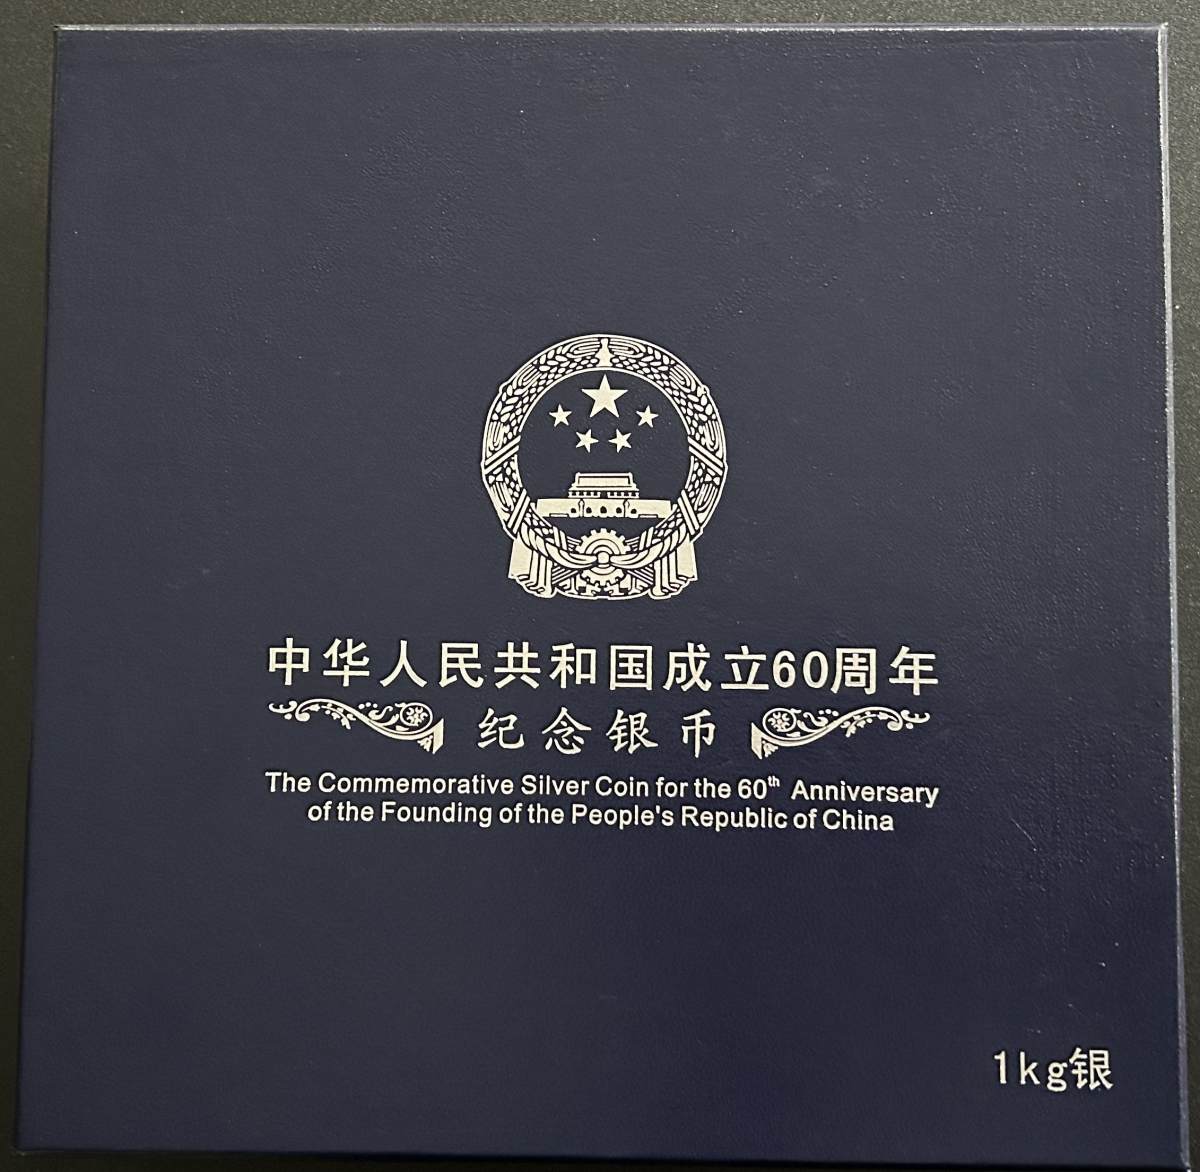 中华人民共和国成立60周年
纪念银币
The Commemorative Silver Coin for the 60th Anniversary
of the Founding of the People's Republic of China
1kg银